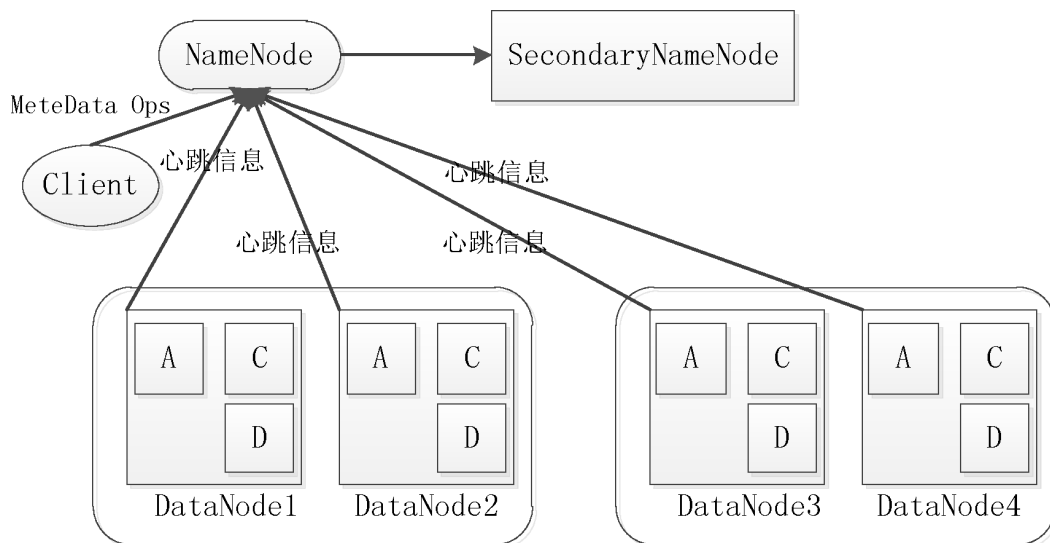 NameNode
SecondaryNameNode
MeteData Ops
Client
心跳信息
心跳信息
心跳信息
心跳信息
A
C
D
A
C
D
A
C
D
A
C
D
DataNode1
DataNode2
DataNode3
DataNode4